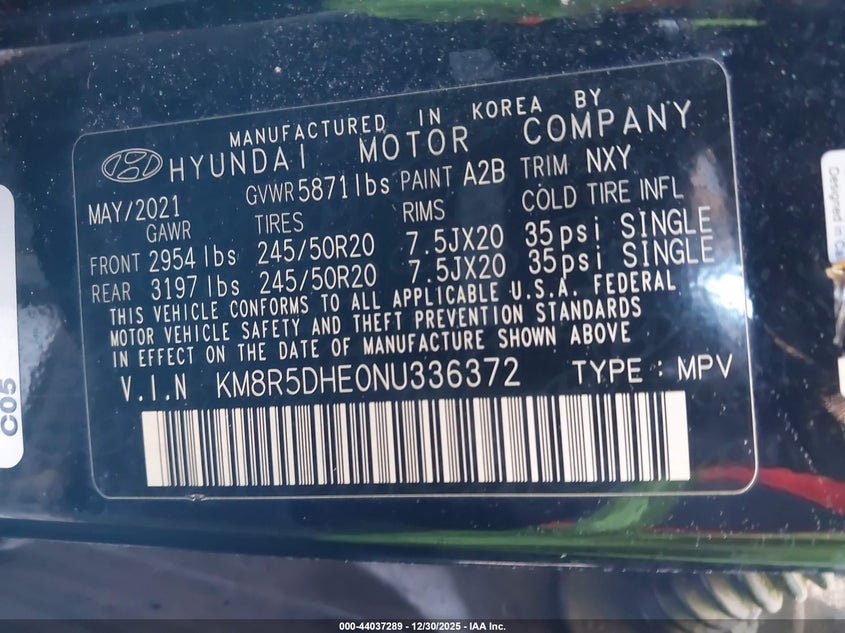 MANUFACTURED IN KOREA BY
HYUNDAI MOTOR COMPANY
MAY/2021 GVWR 5871 lbs PAINT A2B TRIM NXY
GAWR TIRES RIMS COLD TIRE INFL
FRONT 2954 lbs 245/50R20 7.5JX20 35 psi SINGLE
REAR 3197 lbs 245/50R20 7.5JX20 35 psi SINGLE
THIS VEHICLE CONFORMS TO ALL APPLICABLE U.S.A. FEDERAL
MOTOR VEHICLE SAFETY AND THEFT PREVENTION STANDARDS
IN EFFECT ON THE DATE OF MANUFACTURE SHOWN ABOVE
V.I.N KM8R5DHE0NU336372 TYPE : MPV
C05
Designed in
000-44037289 - 12/30/2025 - IAA Inc.